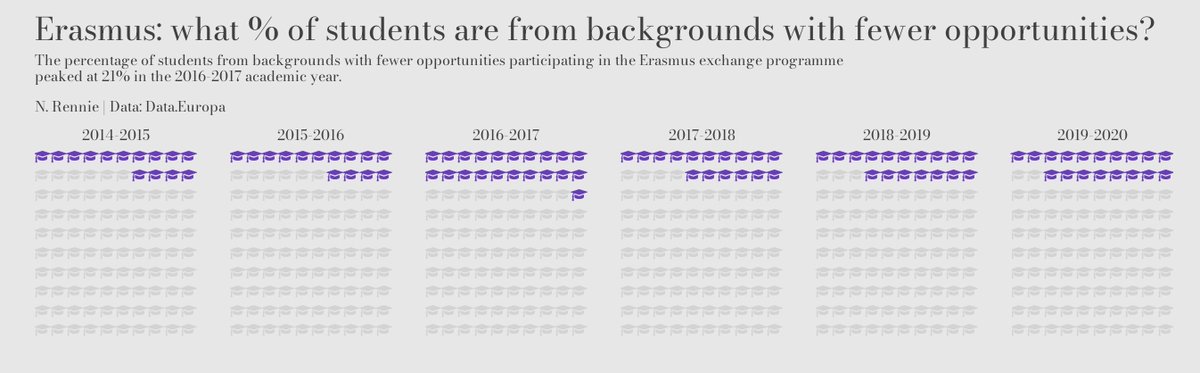 Erasmus: what % of students are from backgrounds with fewer opportunities?
The percentage of students from backgrounds with fewer opportunities participating in the Erasmus exchange programme
peaked at 21% in the 2016-2017 academic year.
N. Rennie | Data: Data.Europa
2014-2015 2015-2016 2016-2017 2017-2018 2018-2019 2019-2020